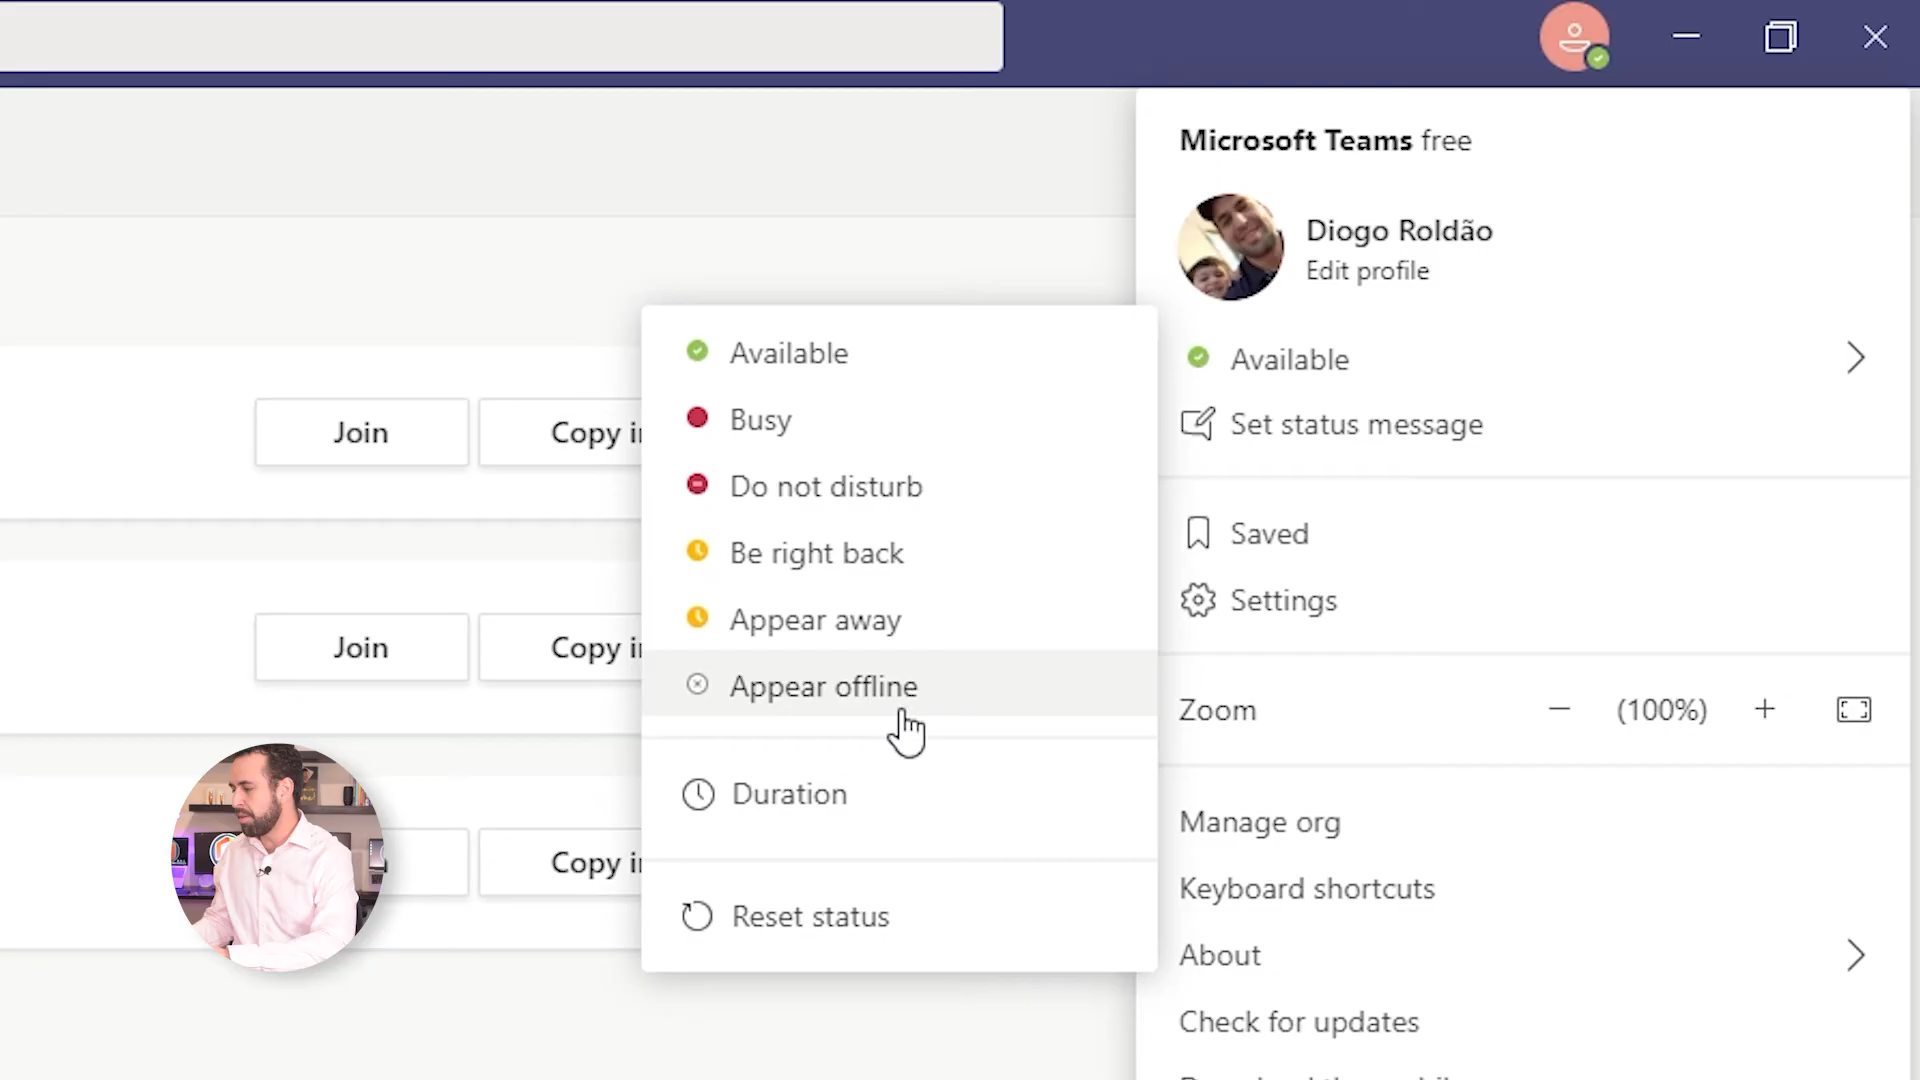 Microsoft Teams free
Diogo Roldão
Edit profile
Available
Set status message
Saved
Settings
Zoom
(100%)
Manage org
Keyboard shortcuts
About
Check for updates
Available
Busy
Do not disturb
Be right back
Appear away
Appear offline
Duration
Reset status
Join
Copy
Join
Copy
Copy